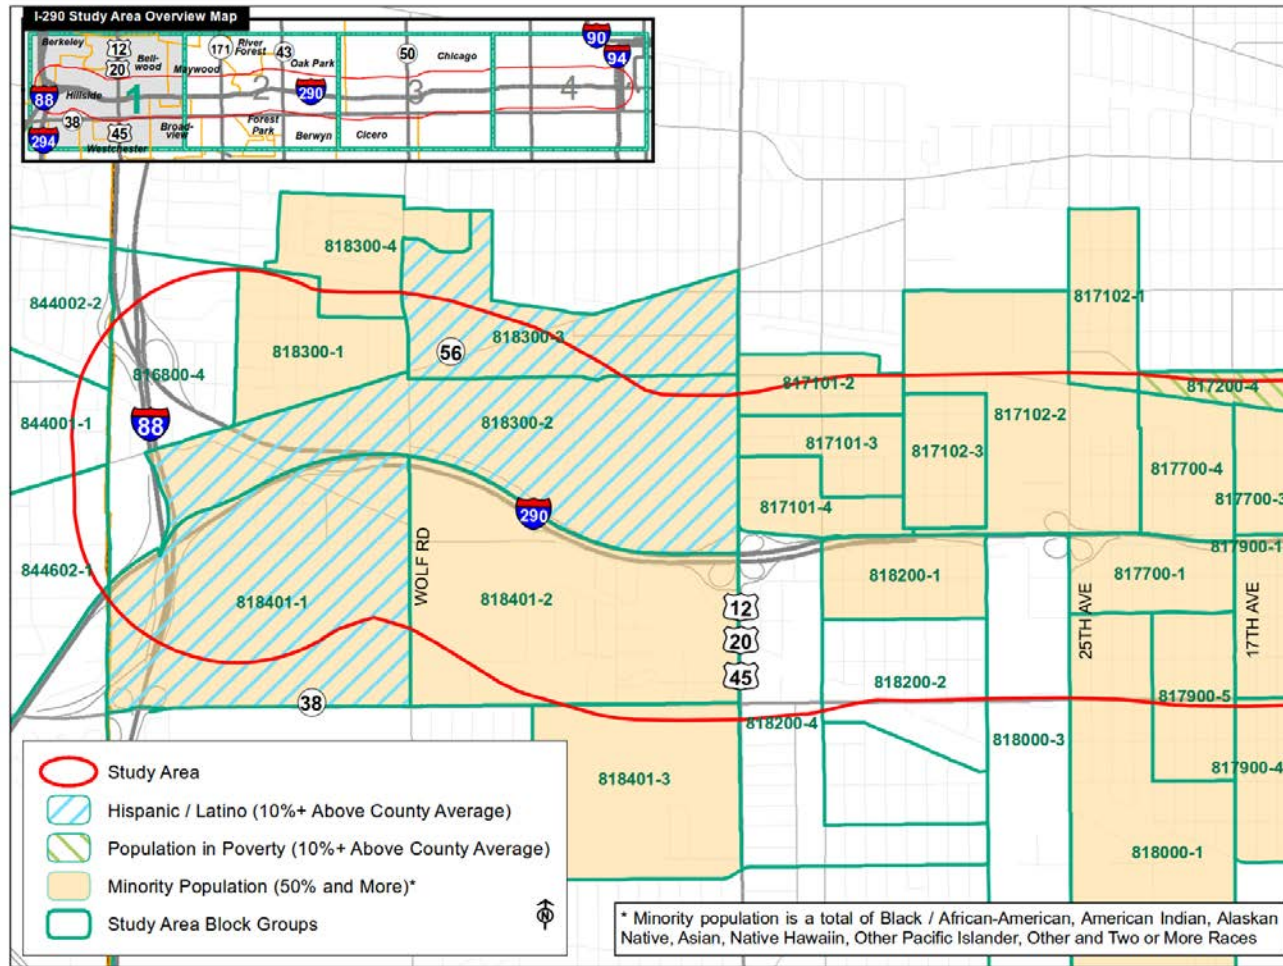 I-290 Study Area Overview Map
Berkeley
12
20
Bell-
wood
171
River
Forest
43
Oak Park
50
Chicago
90
94
Maywood
88
Hillside
1
2
290
3
4
38
294
45
Westchester
Broad-
view
Forest
Park
Berwyn
Cicero
818300-4
844002-2
817102-1
818300-3
818300-1
56
816800-4
817101-2
817200-4
844001-1
88
818300-2
817102-2
817101-3
817102-3
817700-4
817700-3
817101-4
290
WOLF RD
817900-1
844602-1
818200-1
817700-1
818401-1
818401-2
12
20
45
25TH AVE
17TH AVE
818200-2
817900-5
38
818200-4
818000-3
817900-4
818401-3
818000-1
Study Area
Hispanic / Latino (10%+ Above County Average)
Population in Poverty (10%+ Above County Average)
Minority Population (50% and More)*
Study Area Block Groups
N
* Minority population is a total of Black / African-American, American Indian, Alaskan
Native, Asian, Native Hawaiin, Other Pacific Islander, Other and Two or More Races